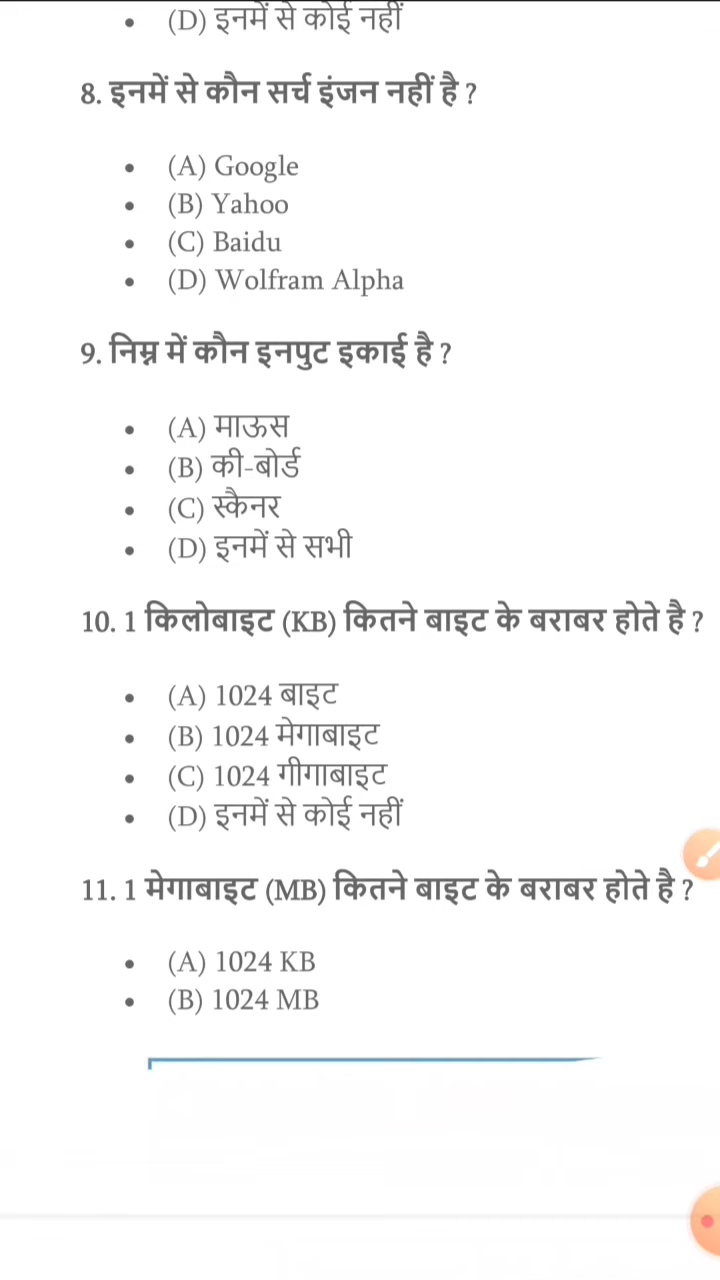 (D) इनमें से कोई नहीं
8. इनमें से कौन सर्च इंजन नहीं है ?
(A) Google
(B) Yahoo
(C) Baidu
(D) Wolfram Alpha
9. निम्न में कौन इनपुट इकाई है ?
(A) माऊस
(B) की-बोर्ड
(C) स्कैनर
(D) इनमें से सभी
10. 1 किलोबाइट (KB) कितने बाइट के बराबर होते है ?
(A) 1024 बाइट
(B) 1024 मेगाबाइट
(C) 1024 गीगाबाइट
(D) इनमें से कोई नहीं
11. 1 मेगाबाइट (MB) कितने बाइट के बराबर होते है ?
(A) 1024 KB
(B) 1024 MB